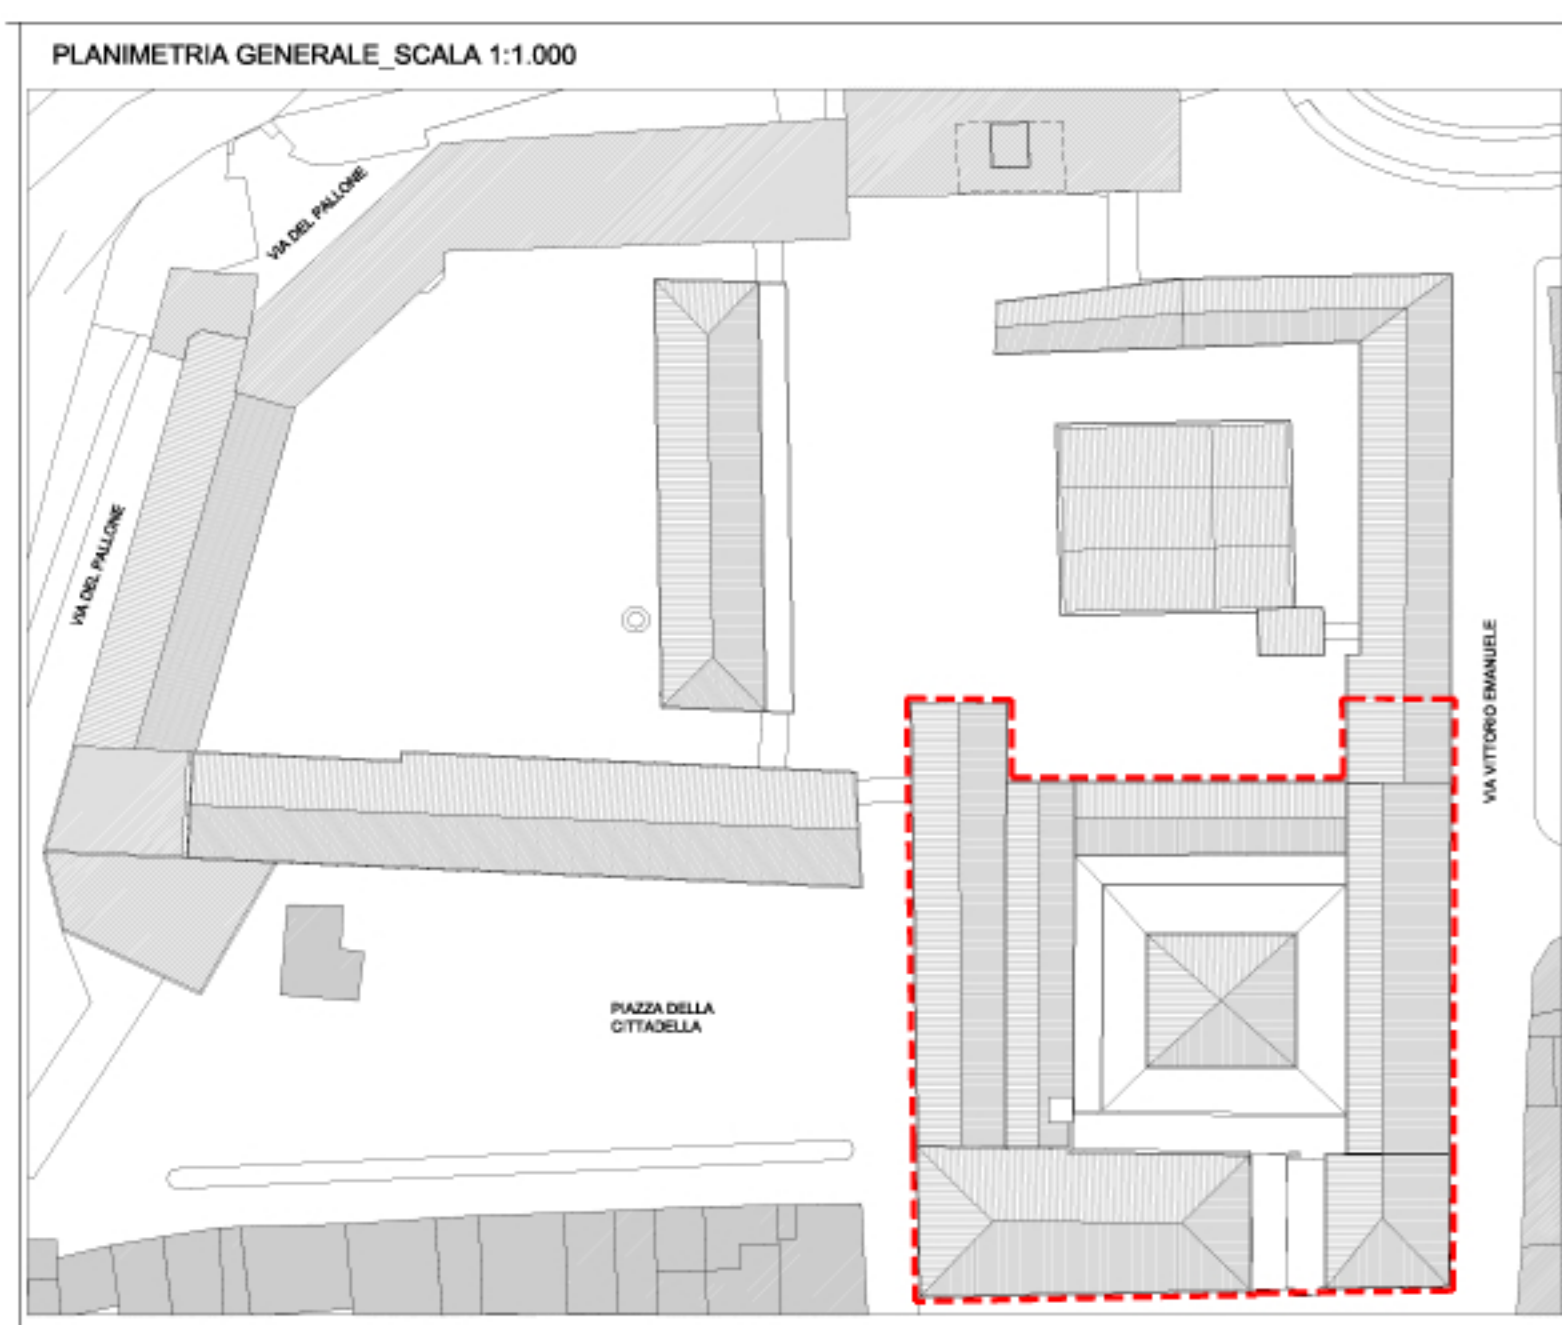 PLANIMETRIA GENERALE_SCALA 1:1.000
VIA DEL PALLONE
VIA DEL PALLONE
VIA VITTORIO EMANUELE
PIAZZA DELLA
CITTADELLA